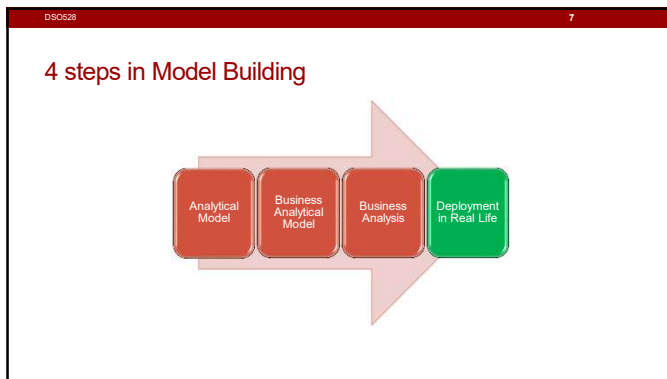 DSO528
7
4 steps in Model Building
Analytical
Model
Business
Analytical
Model
Business
Analysis
Deployment
in Real Life